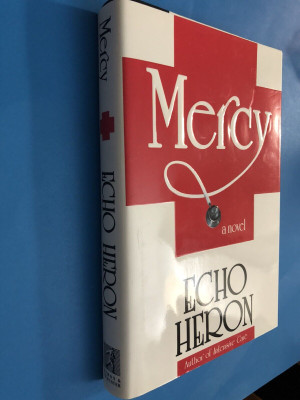 Mercy
ECHO HERON
Mercy
a novel
ECHO
HERON
Author of Intensive Care